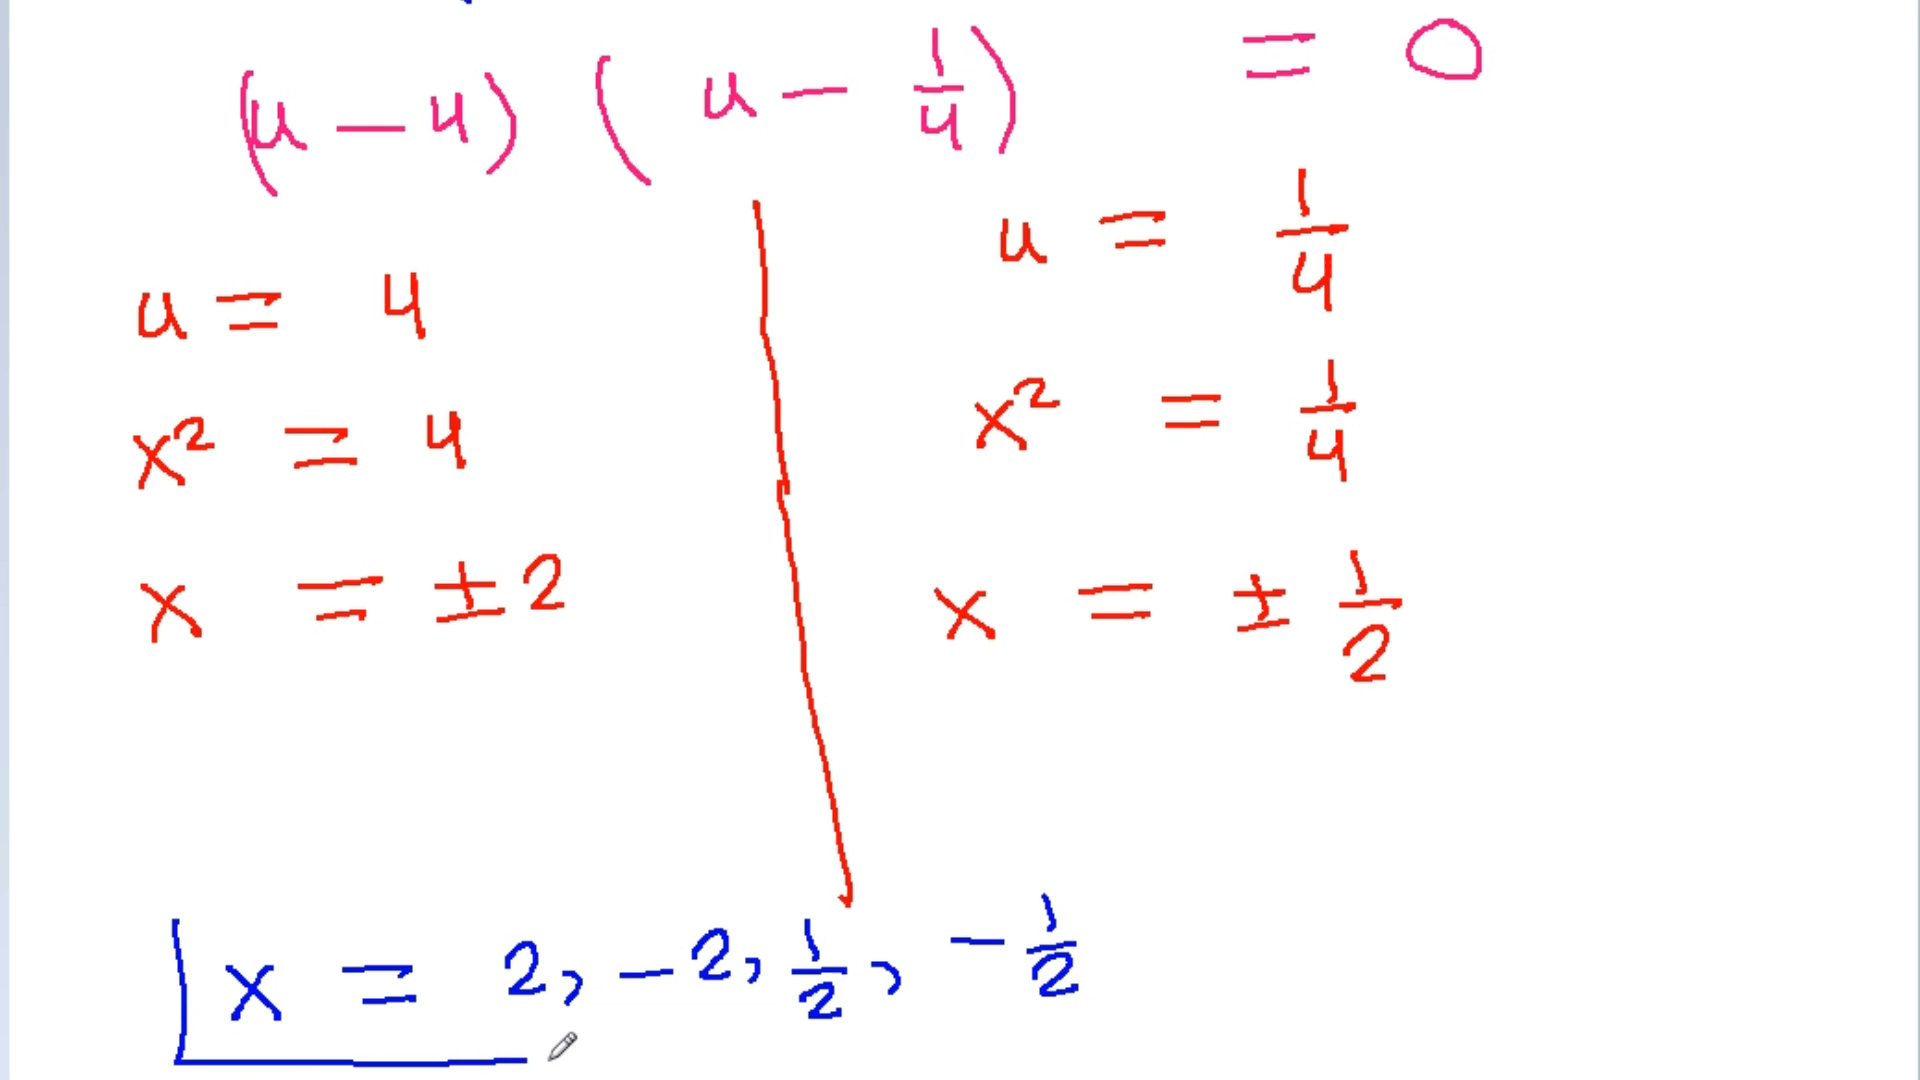 (u - 4) (u - 1/4) = 0
u = 4
x² = 4
x = ±2
u = 1/4
x² = 1/4
x = ± 1/2
x = 2, -2, 1/2, -1/2